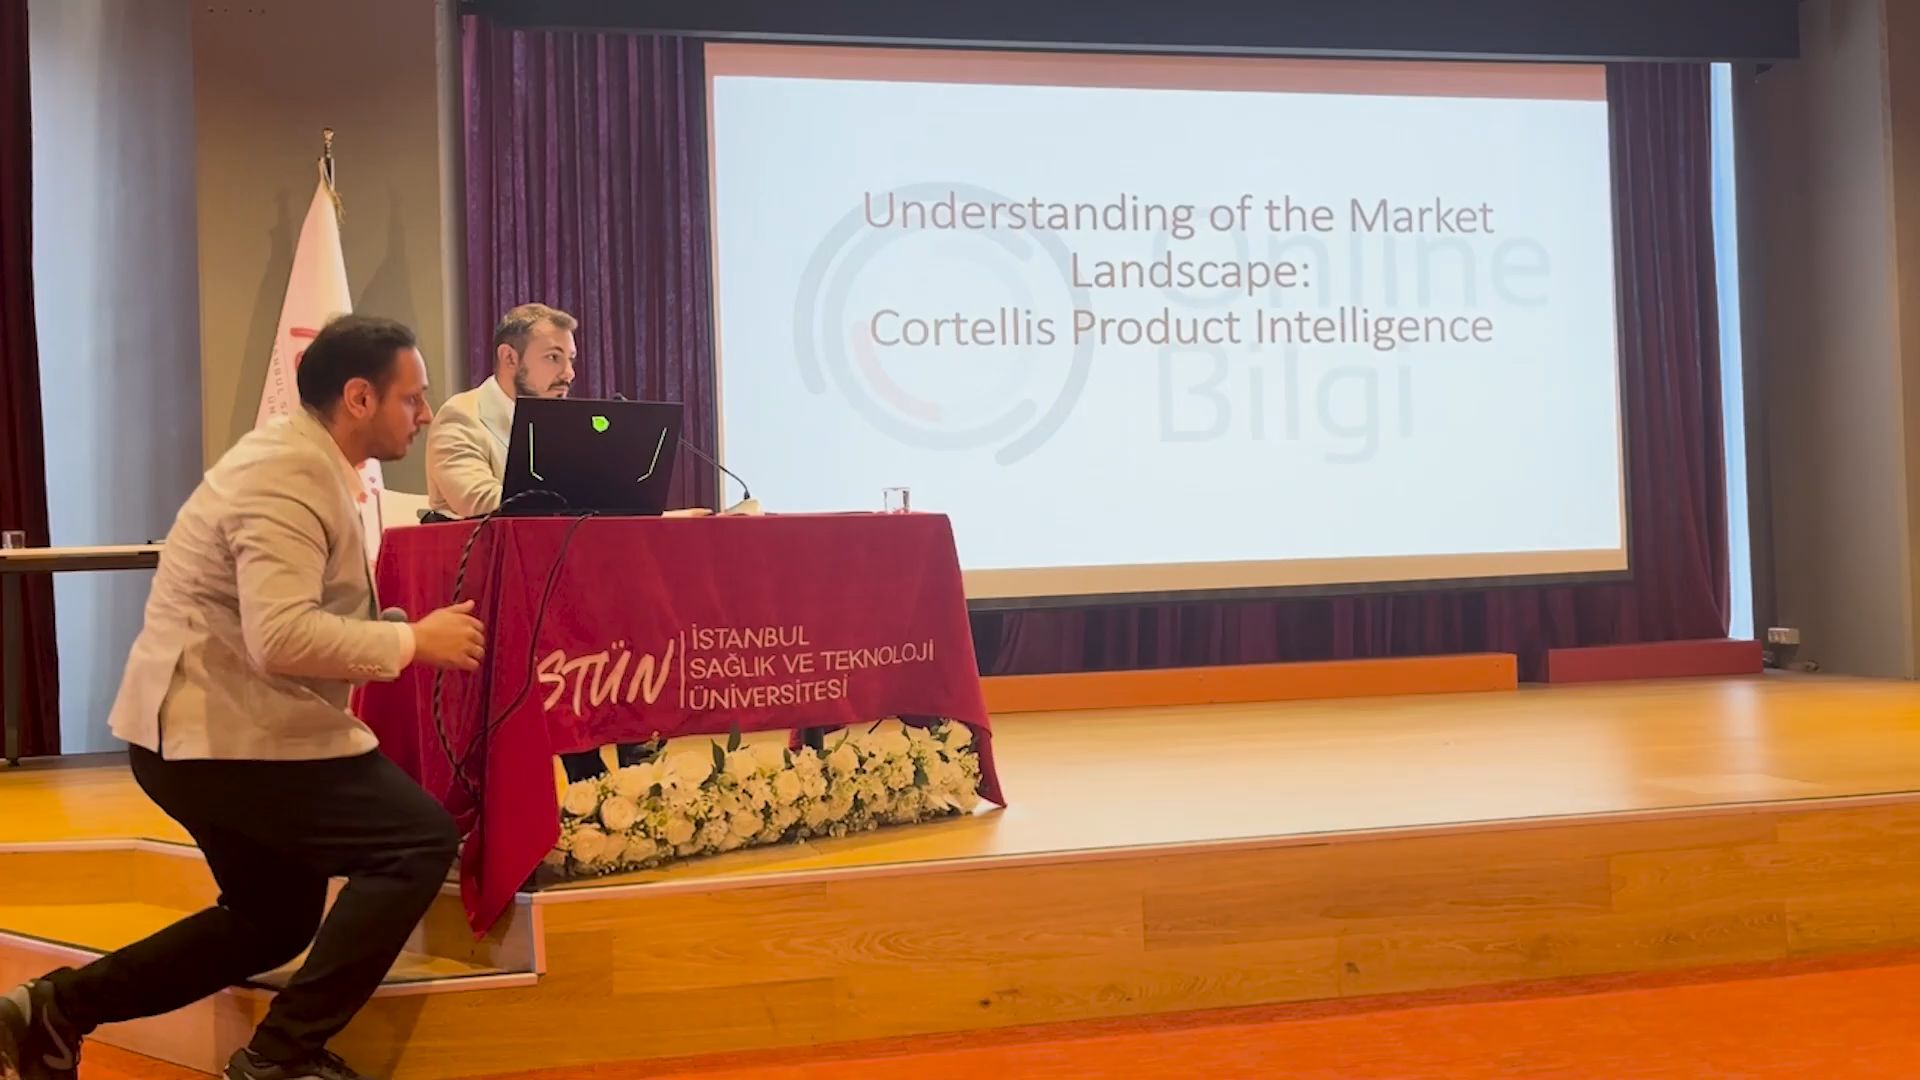 Understanding of the Market
Landscape:
Cortellis Product Intelligence
Online
Bilgi
STÜN
İSTANBUL
SAĞLIK VE TEKNOLOJİ
ÜNİVERSİTESİ